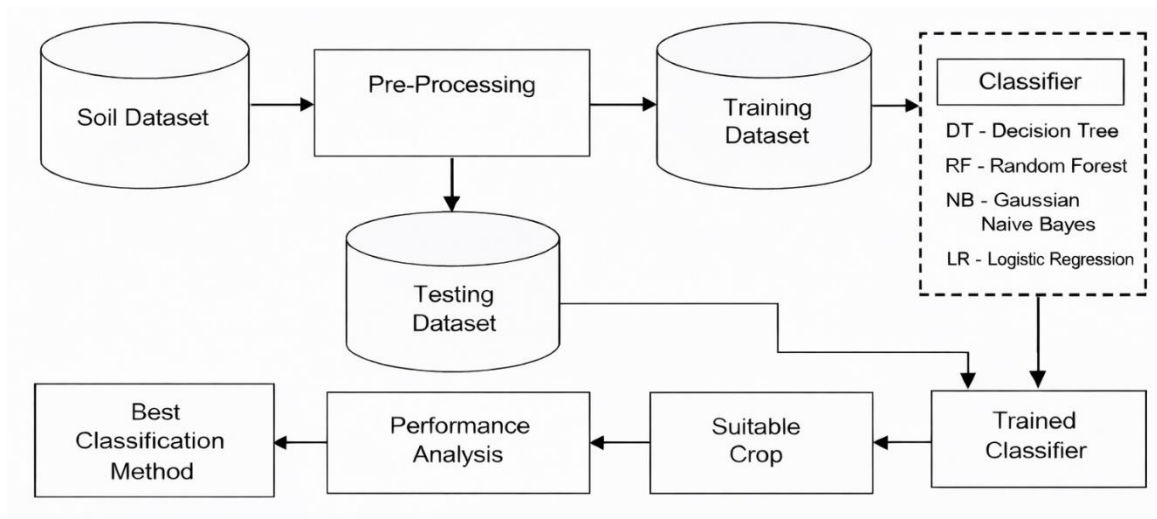 Soil Dataset
Pre-Processing
Training
Dataset
Classifier
DT - Decision Tree
RF - Random Forest
NB - Gaussian
Naive Bayes
LR - Logistic Regression
Testing
Dataset
Best
Classification
Method
Performance
Analysis
Suitable
Crop
Trained
Classifier